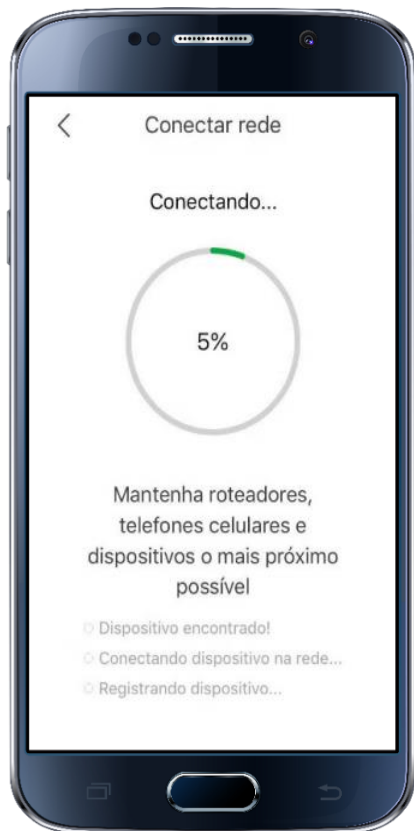 Conectar rede
Conectando...
5%
Mantenha roteadores,
telefones celulares e
dispositivos o mais próximo
possível
Dispositivo encontrado!
Conectando dispositivo na rede...
Registrando dispositivo...